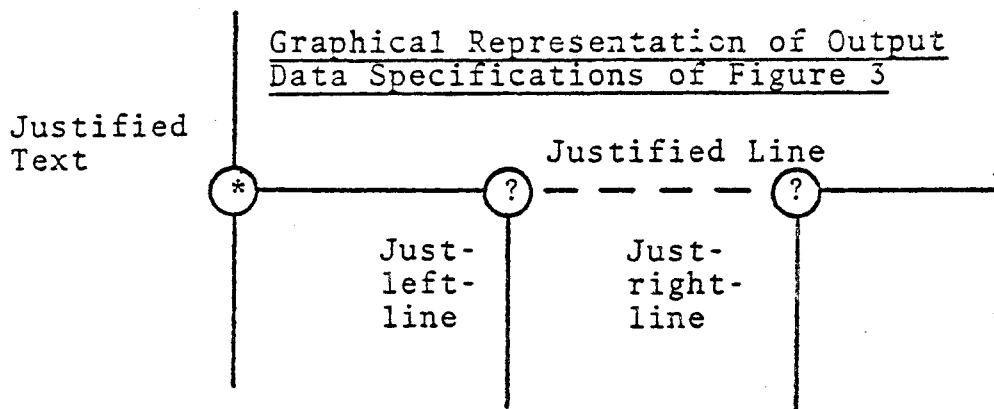 Graphical Representation of Output
Data Specifications of Figure 3
Justified
Text
Justified Line
*
?
?
Just-
left-
line
Just-
right-
line